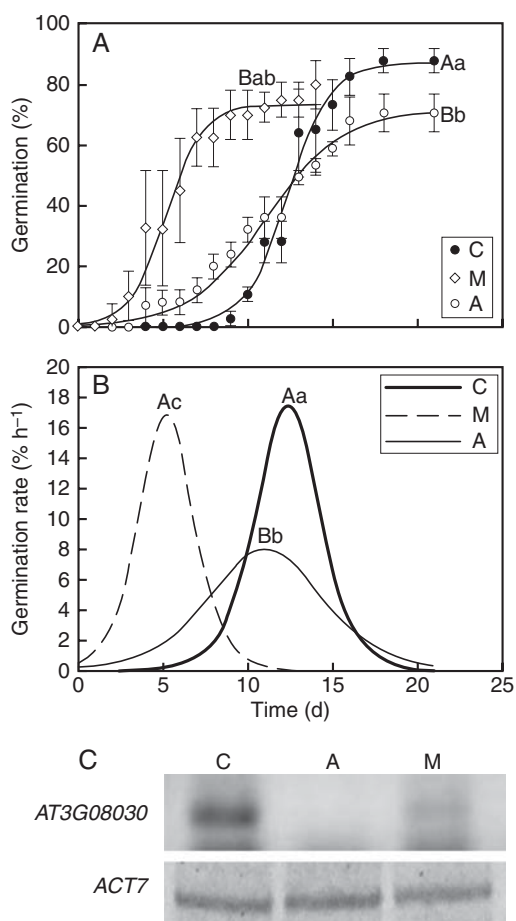 A
Germination (%)
100
80
60
40
20
0
Bab
Aa
Bb
C
M
A
B
Germination rate (% h⁻¹)
20
18
16
14
12
10
8
6
4
2
0
Ac
Aa
Bb
C
M
A
0 5 10 15 20 25
Time (d)
C
C A M
AT3G08030
ACT7